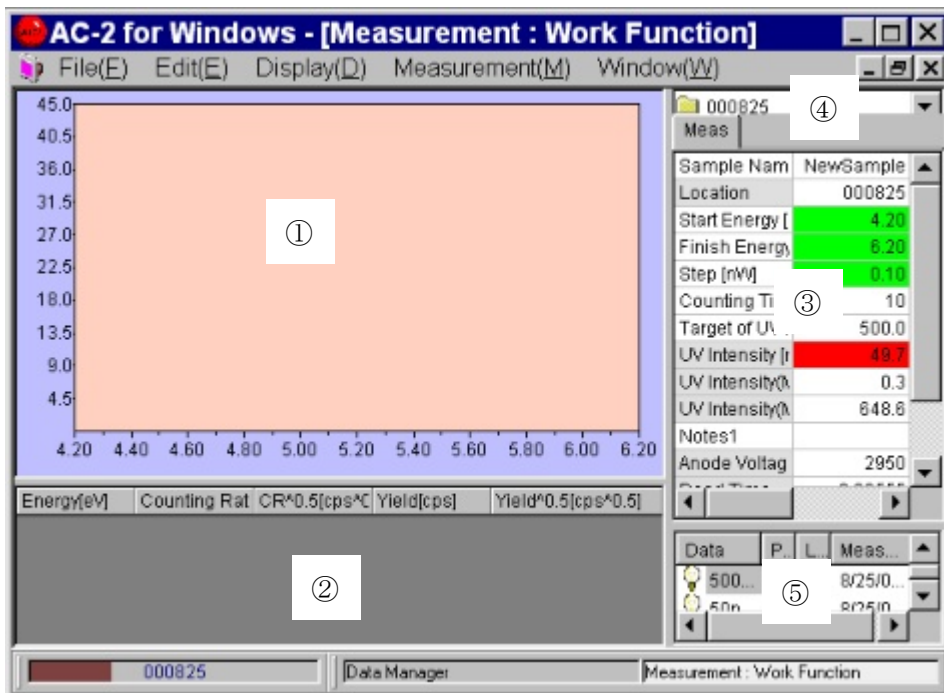 AC-2 for Windows - [Measurement : Work Function]
File(F) Edit(E) Display(D) Measurement(M) Window(W)
45.0
40.5
36.0
31.5
27.0
22.5
18.0
13.5
9.0
4.5
4.20 4.40 4.60 4.80 5.00 5.20 5.40 5.60 5.80 6.00 6.20
①
Energy[eV] Counting Rat CR^0.5[cps^0 Yield[cps] Yield^0.5[cps^0.5]
②
000825 ④
Meas
Sample Nam NewSample
Location 000825
Start Energy [ 4.20
Finish Energy 6.20
Step [nW] 0.10
Counting Ti 10
③
Target of UV 500.0
UV Intensity [n 49.7
UV Intensity(M 0.3
UV Intensity(M 648.6
Notes1
Anode Voltag 2950
Data P.. L.. Meas...
500... 8/25/0...
⑤
50n 8/25/0
000825 Data Manager Measurement : Work Function